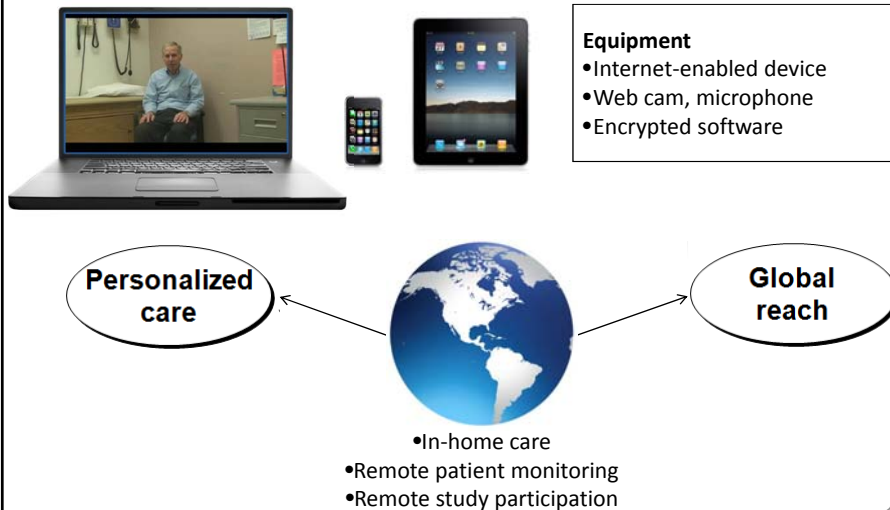 Equipment
•Internet-enabled device
•Web cam, microphone
•Encrypted software
Personalized
care
Global
reach
•In-home care
•Remote patient monitoring
•Remote study participation